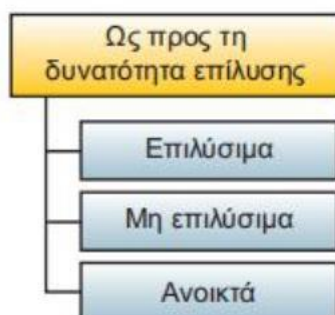 Ως προς τη
δυνατότητα επίλυσης
Επιλύσιμα
Μη επιλύσιμα
Ανοικτά